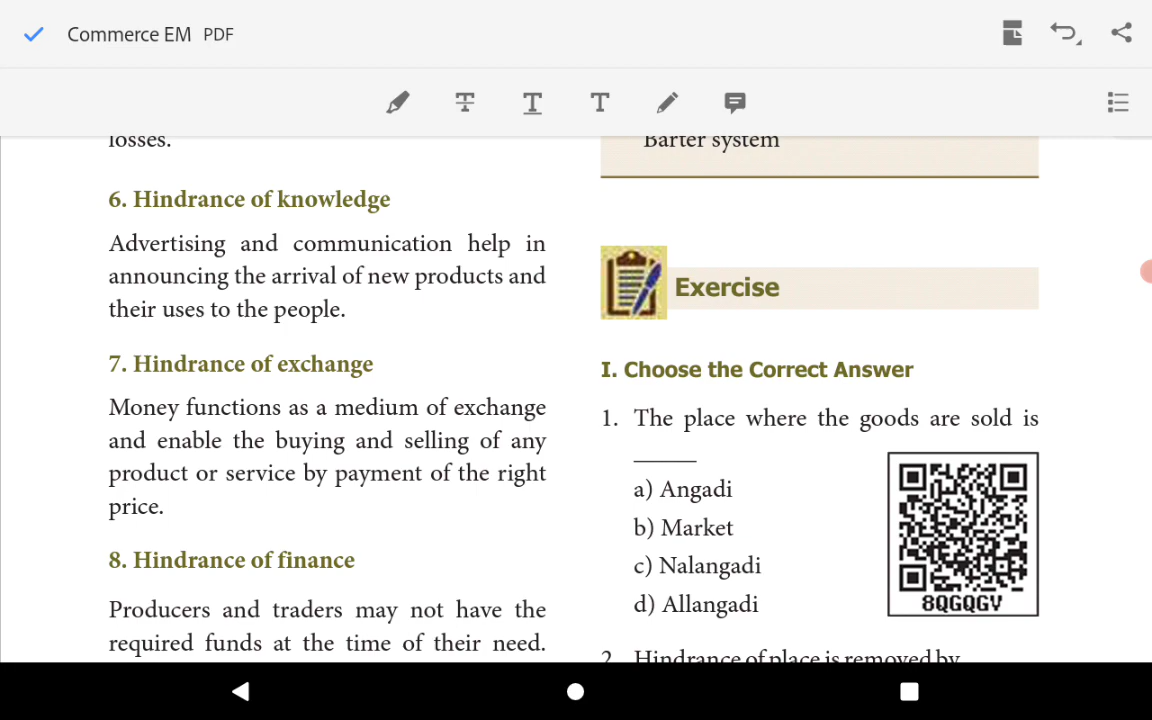 Commerce EM PDF
losses.
6. Hindrance of knowledge
Advertising and communication help in
announcing the arrival of new products and
their uses to the people.
7. Hindrance of exchange
Money functions as a medium of exchange
and enable the buying and selling of any
product or service by payment of the right
price.
8. Hindrance of finance
Producers and traders may not have the
required funds at the time of their need.
Barter system
Exercise
I. Choose the Correct Answer
1. The place where the goods are sold is
_____
a) Angadi
b) Market
c) Nalangadi
d) Allangadi
8QGQGV
2. Hindrance of place is removed by